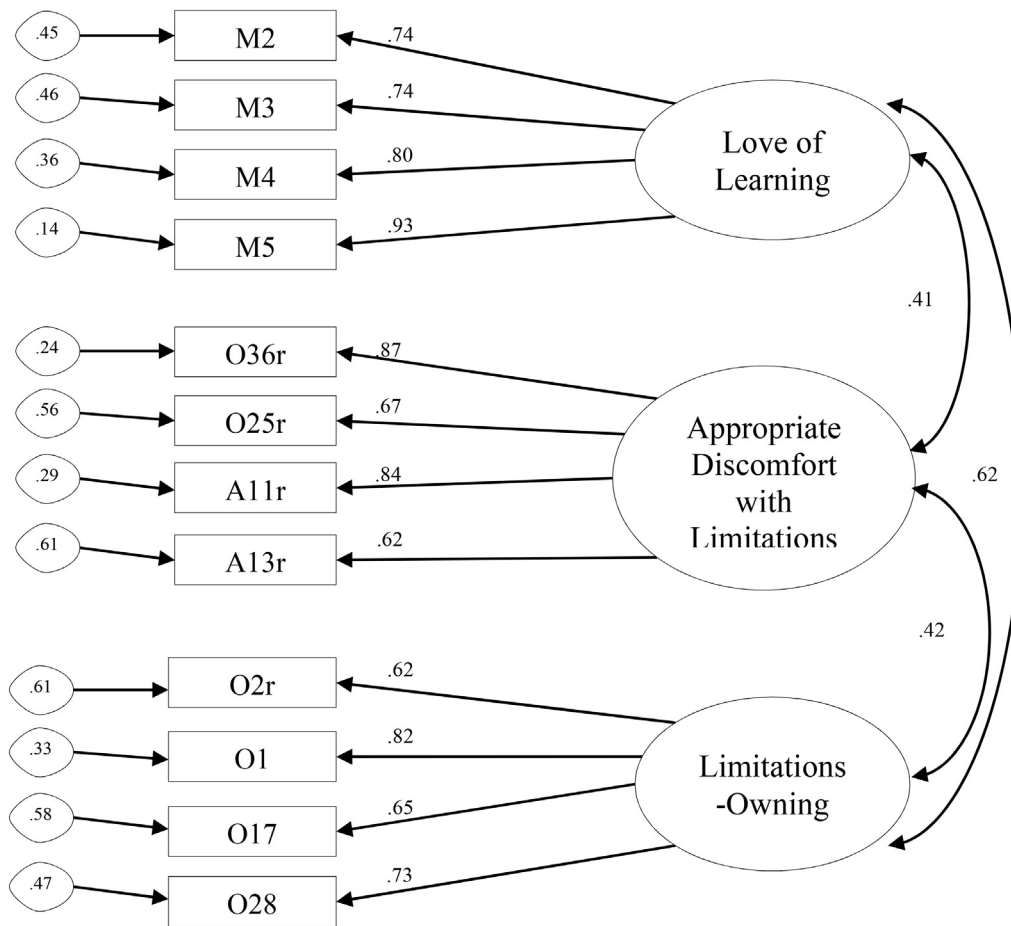 .45
M2
.74
.46
M3
.74
.36
M4
.80
.14
M5
.93
Love of
Learning
.41
.24
O36r
.87
.56
O25r
.67
.29
A11r
.84
.61
A13r
.62
Appropriate
Discomfort
with
Limitations
.62
.42
.61
O2r
.62
.33
O1
.82
.58
O17
.65
.47
O28
.73
Limitations
-Owning